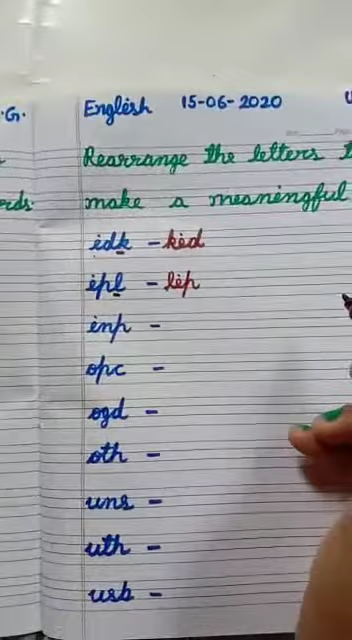 .G. English 15-06-2020
Rearrange the letters
make a meaningful
idk - kid
ipl - lip
inp -
opc -
ogd -
oth -
uns -
uth -
usb -